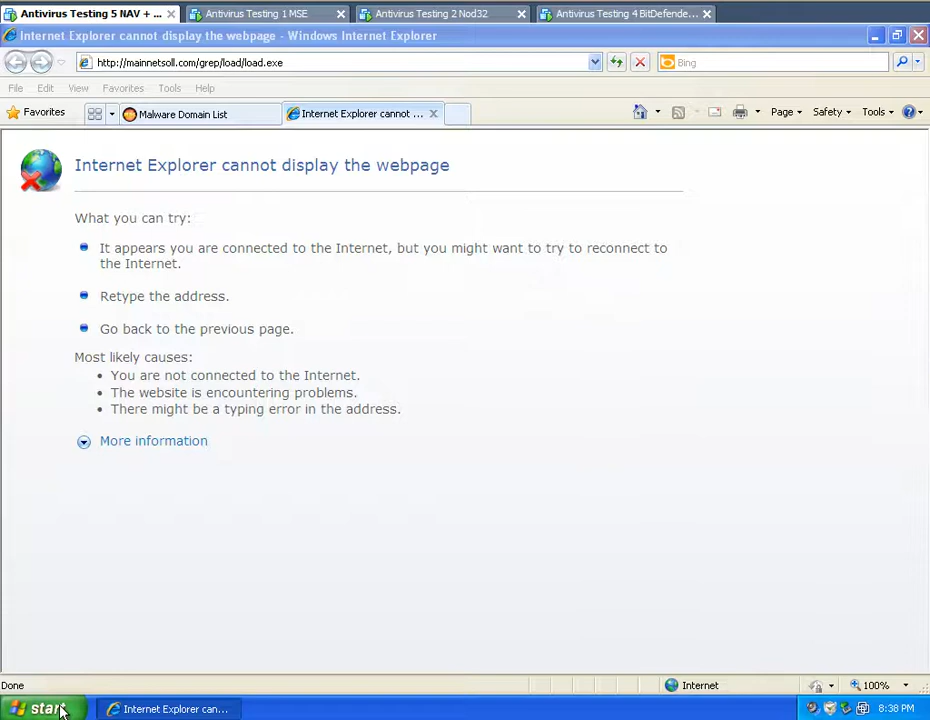 Antivirus Testing 5 NAV + ... Antivirus Testing 1 MSE Antivirus Testing 2 Nod32 Antivirus Testing 4 BitDefende...
Internet Explorer cannot display the webpage - Windows Internet Explorer
http://mainnetsoll.com/grep/load/load.exe Bing
File Edit View Favorites Tools Help
Favorites Malware Domain List Internet Explorer cannot ... Page Safety Tools
Internet Explorer cannot display the webpage
What you can try:
It appears you are connected to the Internet, but you might want to try to reconnect to
the Internet.
Retype the address.
Go back to the previous page.
Most likely causes:
• You are not connected to the Internet.
• The website is encountering problems.
• There might be a typing error in the address.
More information
Done Internet 100%
start Internet Explorer can... 8:38 PM